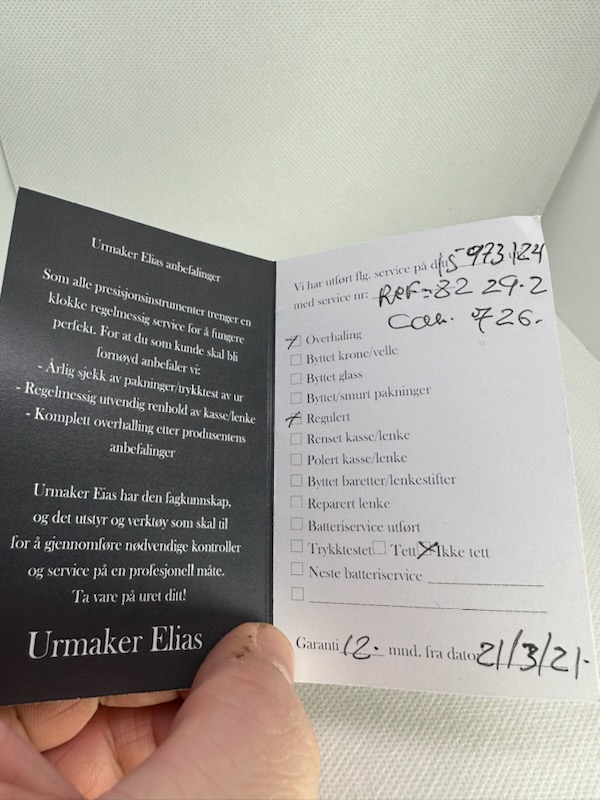 Urmaker Elias anbefalinger
Som alle presisjonsinstrumenter trenger en
klokke regelmessig service for å fungere
perfekt. For at du som kunde skal bli
fornøyd anbefaler vi:
- Årlig sjekk av pakninger/trykktest av ur
- Regelmessig utvendig renhold av kasse/lenke
- Komplett overhalling etter produsentens
anbefalinger
Urmaker Eias har den fagkunnskap,
og det utstyr og verktøy som skal til
for å gjennomføre nødvendige kontroller
og service på en profesjonell måte.
Ta vare på uret ditt!
Urmaker Elias
Vi har utført flg. service på ditt 15 973124
med service nr: Ref-82 29.2
Cal. 726.
Overhaling
Byttet krone/velle
Byttet glass
Byttet/smurt pakninger
Regulert
Renset kasse/lenke
Polert kasse/lenke
Byttet baretter/lenkestifter
Reparert lenke
Batteriservice utført
Trykktestet Tett Ikke tett
Neste batteriservice
Garanti 12. mnd. fra dato 21/3/21.